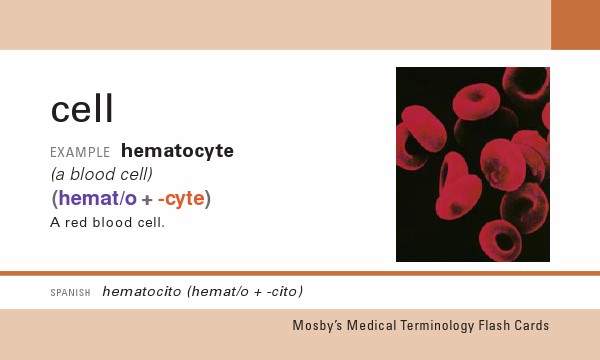 cell
EXAMPLE hematocyte
(a blood cell)
(hemat/o + -cyte)
A red blood cell.
SPANISH hematocito (hemat/o + -cito)
Mosby's Medical Terminology Flash Cards